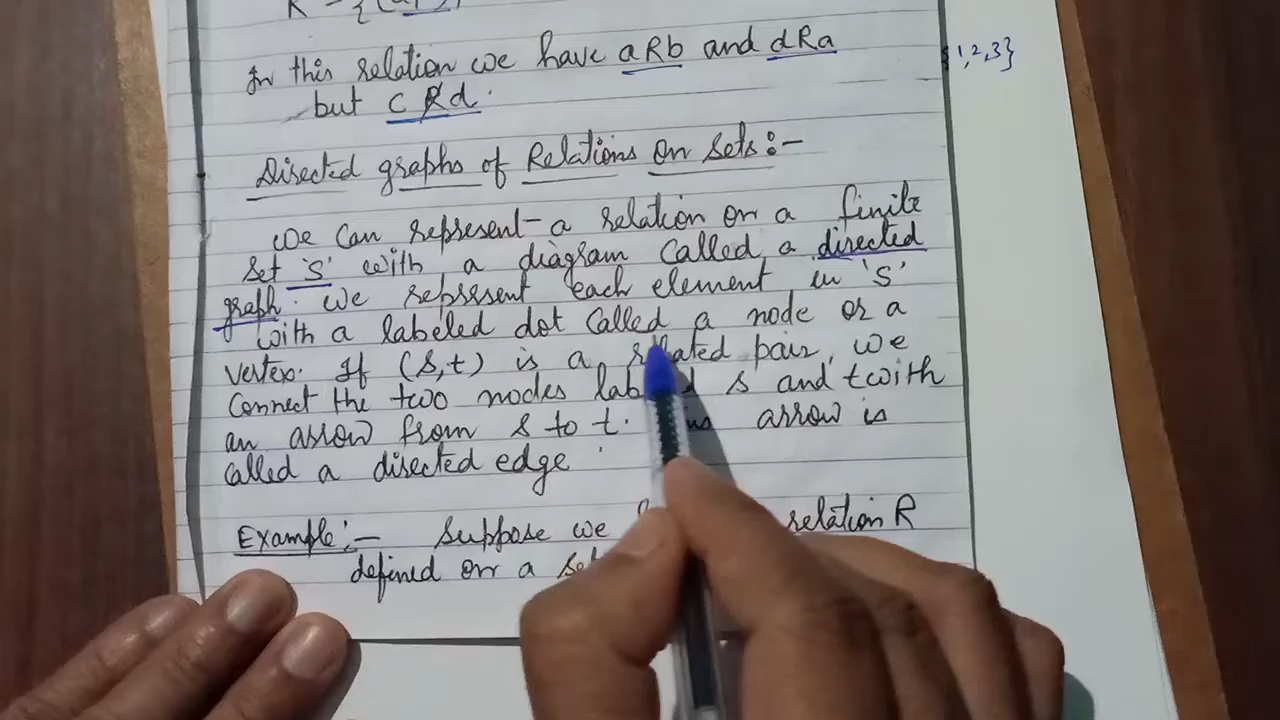 In this relation we have aRb and dRa
but c R̸ d.
{1,2,3}
Directed graphs of Relations on Sets:-
We can represent a relation on a finite
set 'S' with a diagram called a directed
graph. We represent each element in 'S'
with a labeled dot called a node or a
vertex. If (s,t) is a related pair, we
connect the two nodes s and t with
an arrow from s to t. arrow is
called a directed edge.
Example:- Suppose we relation R
defined on a set